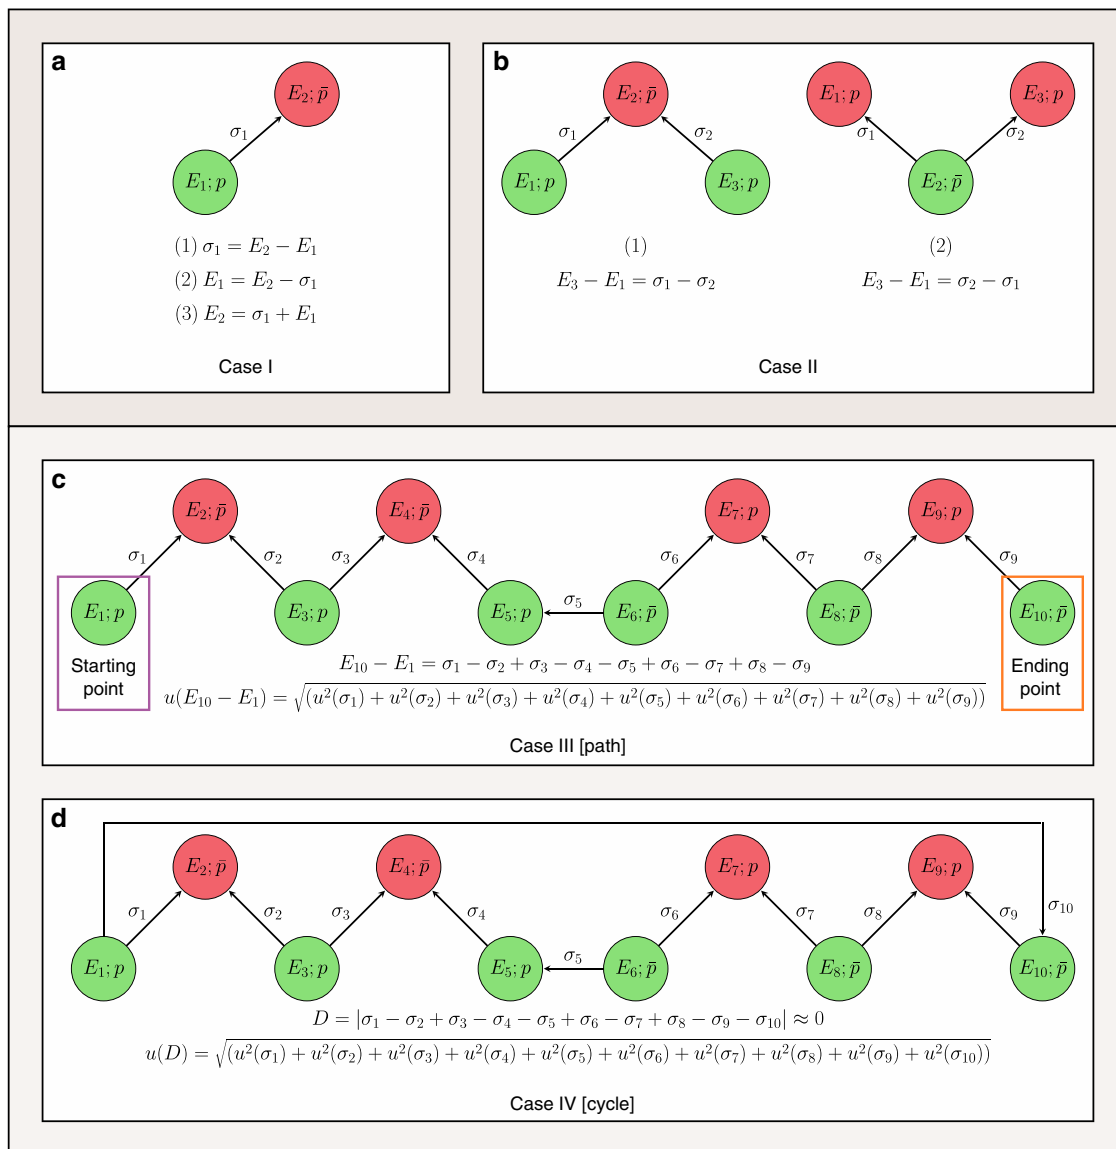 a
E₂; p̄
σ₁
E₁; p
(1) σ₁ = E₂ − E₁
(2) E₁ = E₂ − σ₁
(3) E₂ = σ₁ + E₁
Case I
b
E₂; p̄
σ₁
σ₂
E₁; p
E₃; p
(1)
E₃ − E₁ = σ₁ − σ₂
E₁; p
E₃; p
σ₁
σ₂
E₂; p̄
(2)
E₃ − E₁ = σ₂ − σ₁
Case II
c
E₂; p̄
E₄; p̄
E₇; p
E₉; p
σ₁
σ₂
σ₃
σ₄
σ₆
σ₇
σ₈
σ₉
σ₅
E₁; p
E₃; p
E₅; p
E₆; p̄
E₈; p̄
E₁₀; p̄
Starting
point
E₁₀ − E₁ = σ₁ − σ₂ + σ₃ − σ₄ − σ₅ + σ₆ − σ₇ + σ₈ − σ₉
u(E₁₀ − E₁) = √(u²(σ₁) + u²(σ₂) + u²(σ₃) + u²(σ₄) + u²(σ₅) + u²(σ₆) + u²(σ₇) + u²(σ₈) + u²(σ₉))
Ending
point
Case III [path]
d
E₂; p̄
E₄; p̄
E₇; p
E₉; p
σ₁
σ₂
σ₃
σ₄
σ₆
σ₇
σ₈
σ₉
σ₁₀
σ₅
E₁; p
E₃; p
E₅; p
E₆; p̄
E₈; p̄
E₁₀; p̄
D = |σ₁ − σ₂ + σ₃ − σ₄ − σ₅ + σ₆ − σ₇ + σ₈ − σ₉ − σ₁₀| ≈ 0
u(D) = √(u²(σ₁) + u²(σ₂) + u²(σ₃) + u²(σ₄) + u²(σ₅) + u²(σ₆) + u²(σ₇) + u²(σ₈) + u²(σ₉) + u²(σ₁₀))
Case IV [cycle]